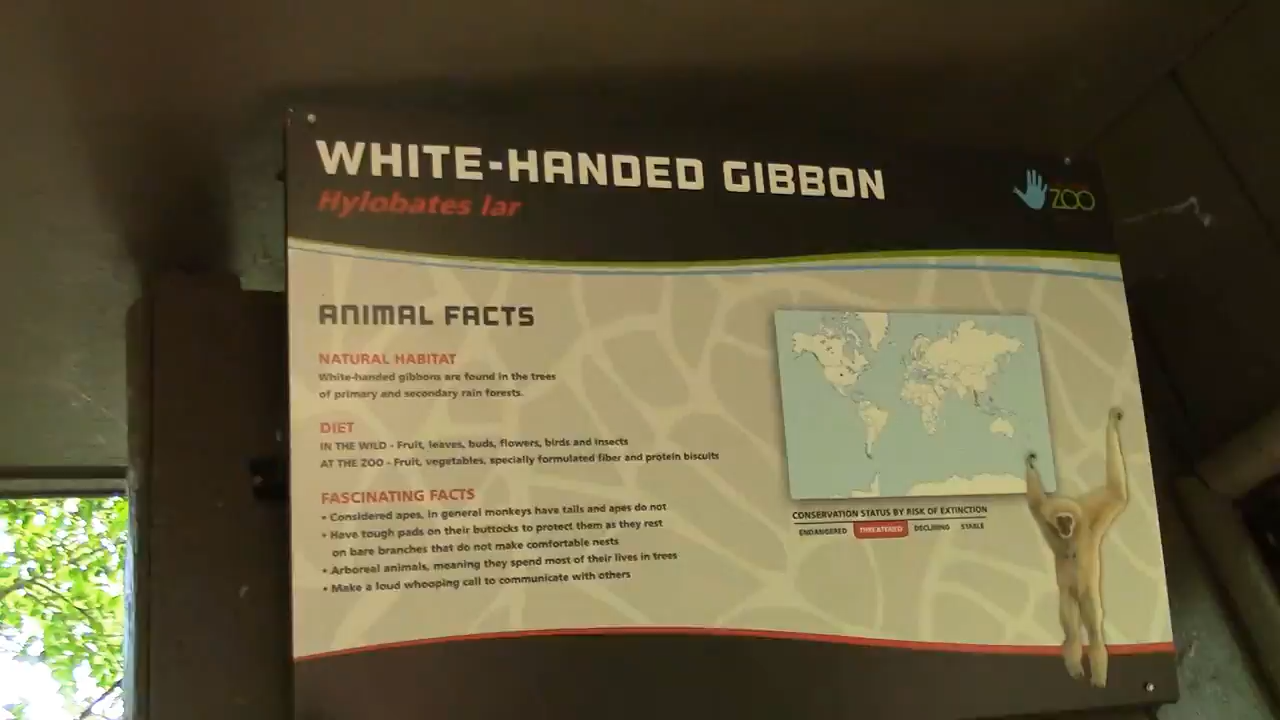 WHITE-HANDED GIBBON
Hylobates lar
ZOO
ANIMAL FACTS
NATURAL HABITAT
White-handed gibbons are found in the trees
of primary and secondary rain forests.
DIET
IN THE WILD - Fruit, leaves, buds, flowers, birds and insects
AT THE ZOO - Fruit, vegetables, specially formulated fiber and protein biscuits
FASCINATING FACTS
• Considered apes, in general monkeys have tails and apes do not
• Have tough pads on their buttocks to protect them as they rest
on bare branches that do not make comfortable nests
• Arboreal animals, meaning they spend most of their lives in trees
• Make a loud whooping call to communicate with others
CONSERVATION STATUS BY RISK OF EXTINCTION
ENDANGERED THREATENED DECLINING STABLE